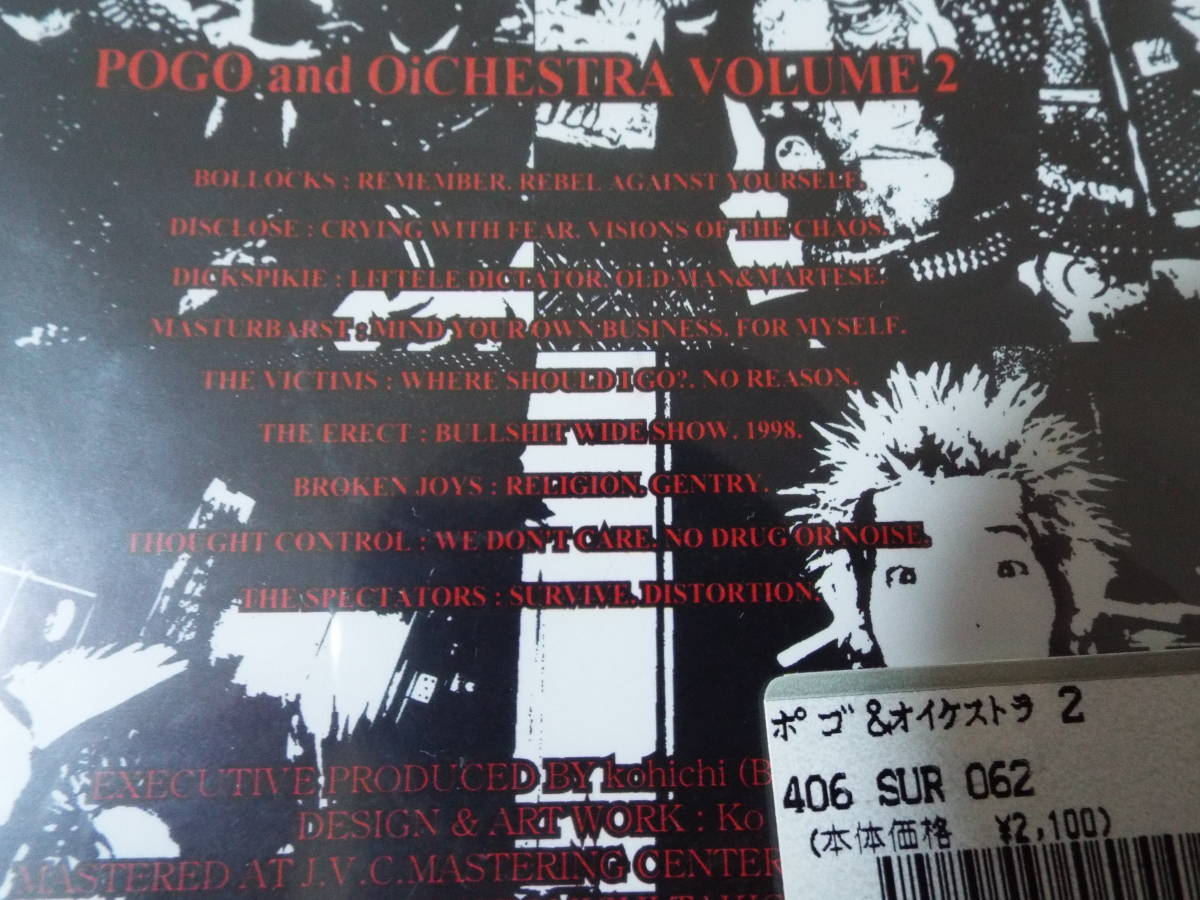 POGO and OiCHESTRA VOLUME 2
BOLLOCKS : REMEMBER. REBEL AGAINST YOURSELF.
DISCLOSE : CRYING WITH FEAR. VISIONS OF THE CHAOS.
DICKSPIKIE : LITTELE DICTATOR. OLD MAN&MARTESE.
MASTURBARST : MIND YOUR OWN BUSINESS. FOR MYSELF.
THE VICTIMS : WHERE SHOULD I GO?. NO REASON.
THE ERECT : BULLSHIT WIDE SHOW. 1998.
BROKEN JOYS : RELIGION. GENTRY.
THOUGHT CONTROL : WE DON'T CARE. NO DRUG OR NOISE.
THE SPECTATORS : SURVIVE. DISTORTION.
EXECUTIVE PRODUCED BY kohichi (B
DESIGN & ART WORK : Ko
MASTERED AT J.V.C.MASTERING CENTER
ポゴ&オイケストラ 2
406 SUR 062
(本体価格 ¥2,100)